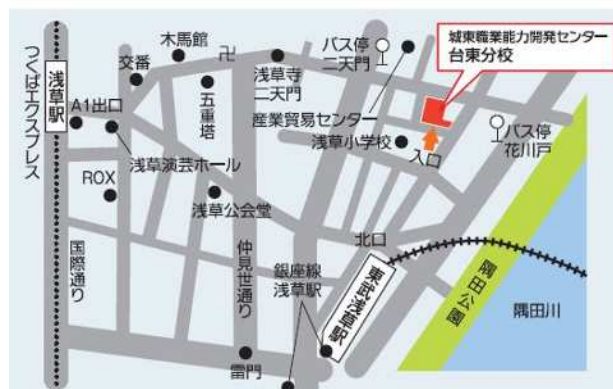 城東職業能力開発センター
台東分校
木馬館
卍
バス停
二天門
交番
浅草寺
二天門
つくばエクスプレス
浅草駅
A1出口
五重塔
産業貿易センター
浅草小学校
入口
バス停
花川戸
浅草演芸ホール
ROX
浅草公会堂
北口
国際通り
仲見世通り
銀座線
浅草駅
東武浅草駅
隅田公園
隅田川
雷門